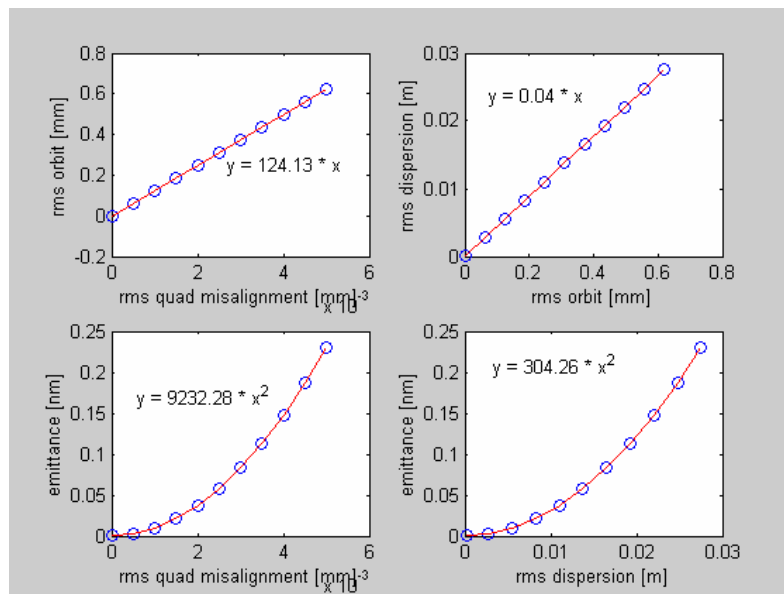 0.8
0.6
0.4
0.2
0
-0.2
rms orbit [mm]
y = 124.13 * x
0 2 4 6
rms quad misalignment [mm]
x 10-3
0.03
0.02
0.01
0
rms dispersion [m]
y = 0.04 * x
0 0.2 0.4 0.6 0.8
rms orbit [mm]
0.25
0.2
0.15
0.1
0.05
0
emittance [nm]
y = 9232.28 * x²
0 2 4 6
rms quad misalignment [mm]
x 10-3
0.25
0.2
0.15
0.1
0.05
0
emittance [nm]
y = 304.26 * x²
0 0.01 0.02 0.03
rms dispersion [m]